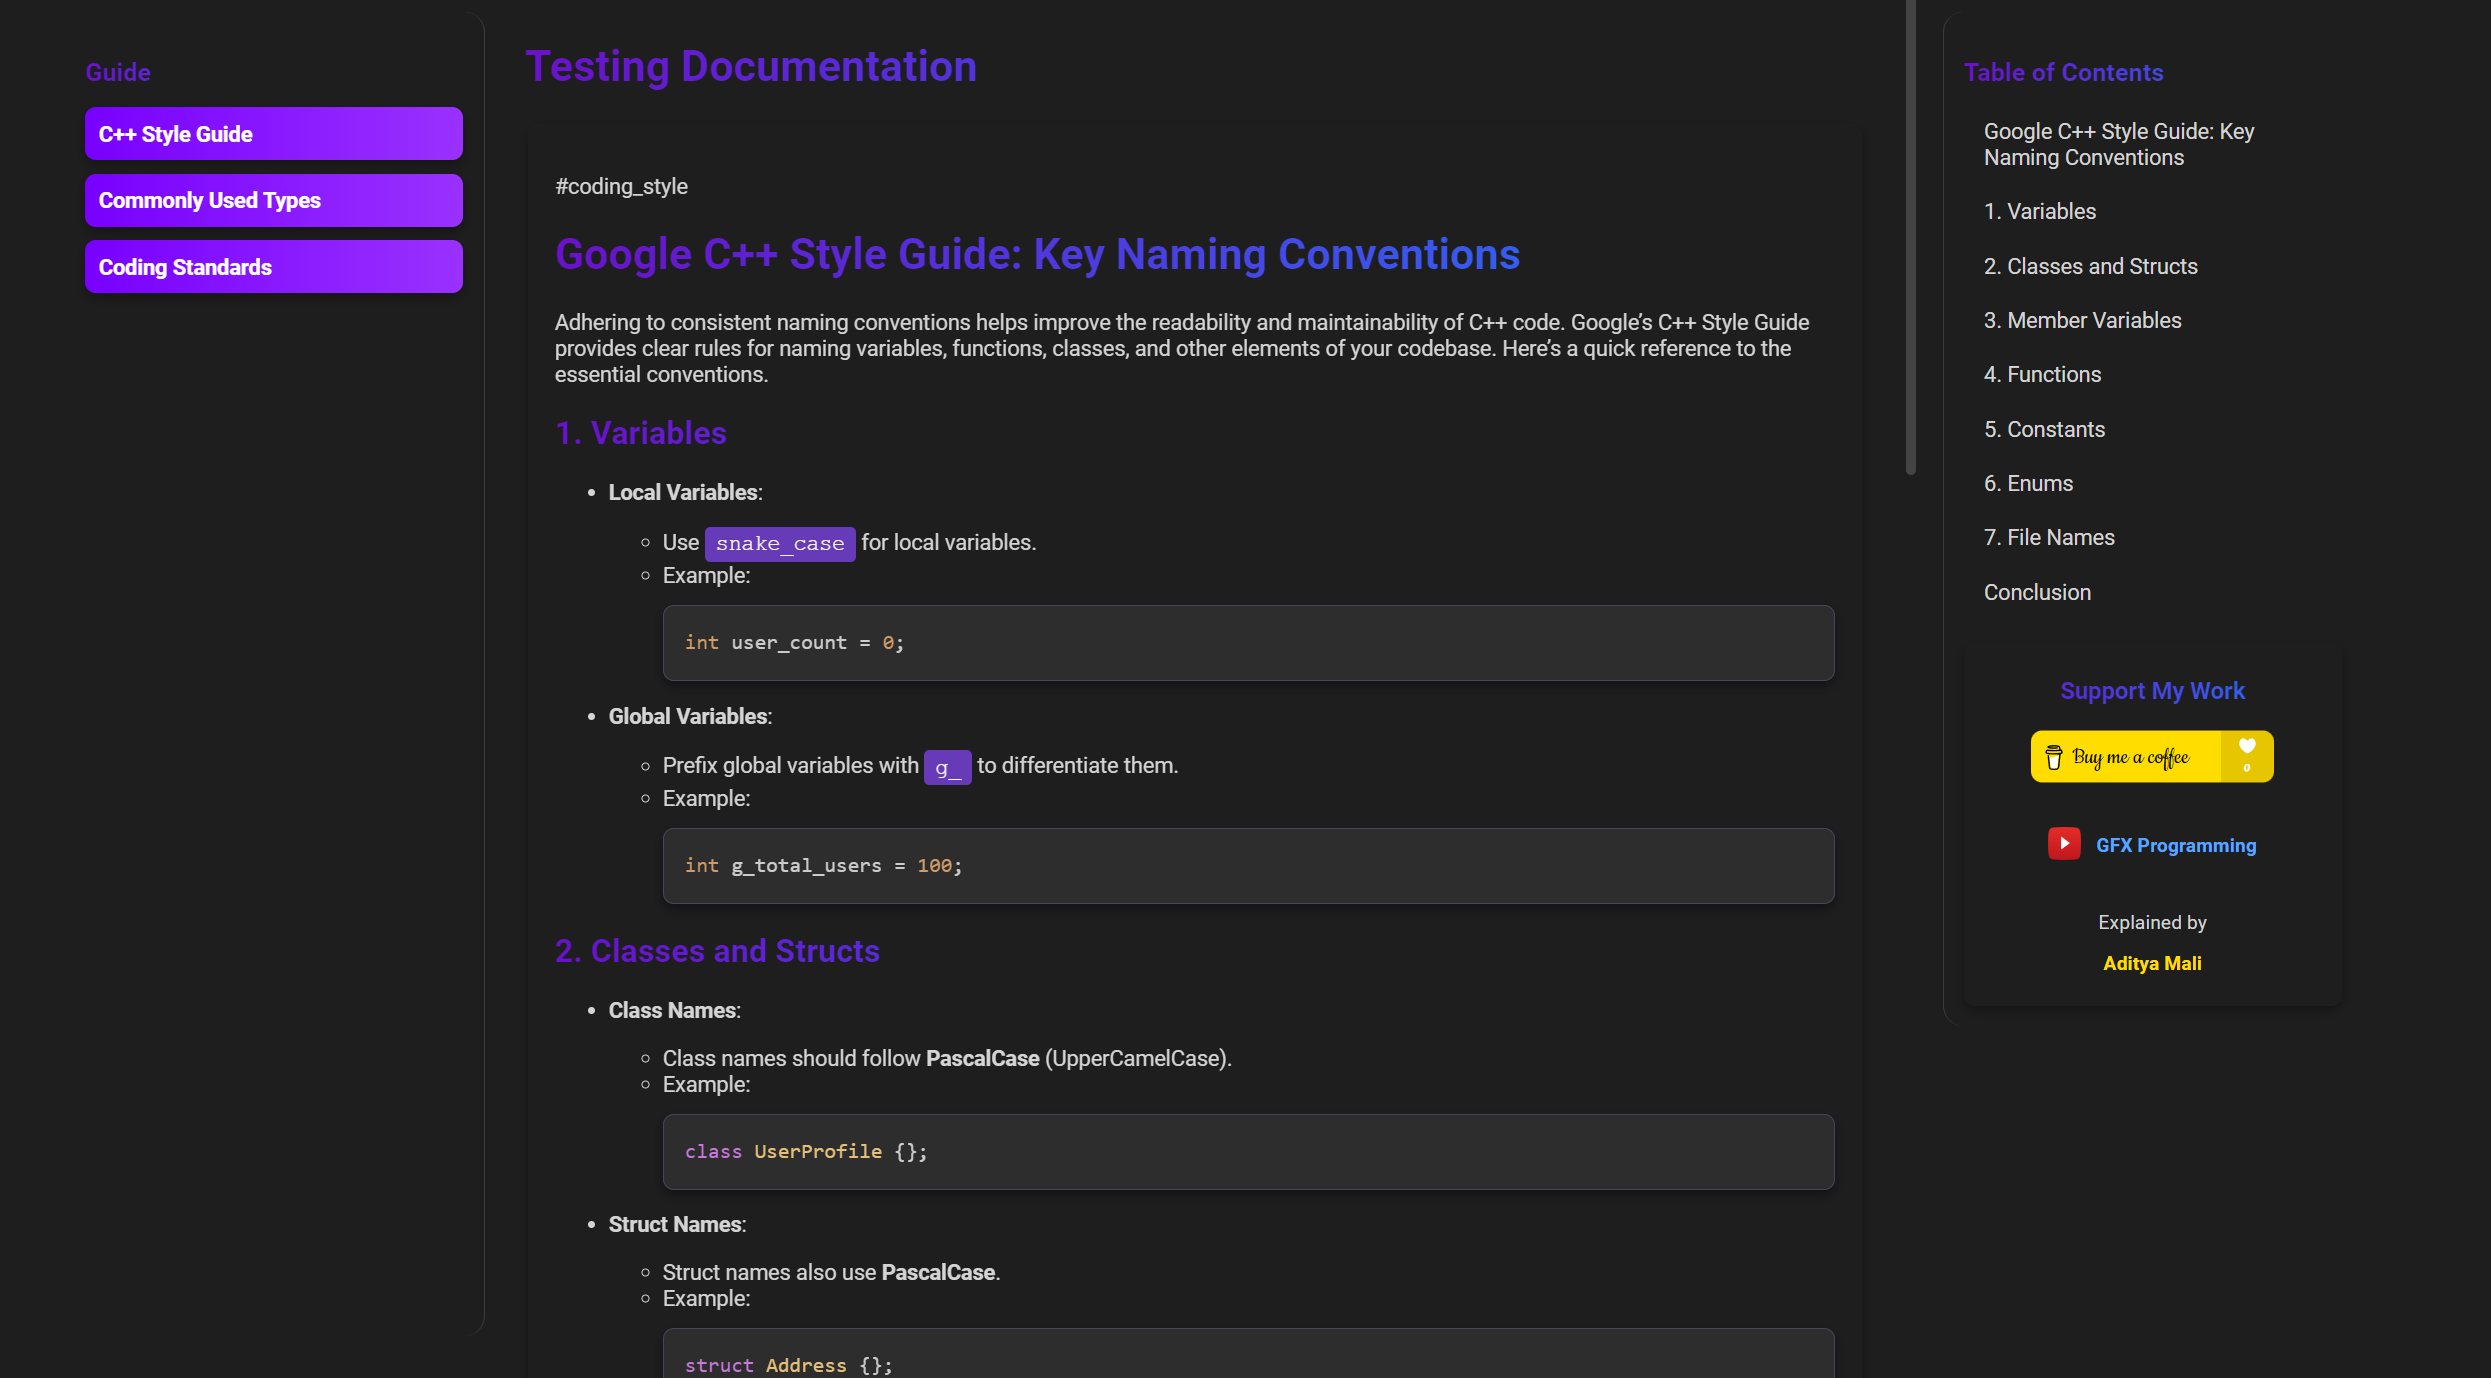 Guide
C++ Style Guide
Commonly Used Types
Coding Standards
Testing Documentation
#coding_style
Google C++ Style Guide: Key Naming Conventions
Adhering to consistent naming conventions helps improve the readability and maintainability of C++ code. Google’s C++ Style Guide
provides clear rules for naming variables, functions, classes, and other elements of your codebase. Here’s a quick reference to the
essential conventions.
1. Variables
Local Variables:
Use snake_case for local variables.
Example:
int user_count = 0;
Global Variables:
Prefix global variables with g_ to differentiate them.
Example:
int g_total_users = 100;
2. Classes and Structs
Class Names:
Class names should follow PascalCase (UpperCamelCase).
Example:
class UserProfile {};
Struct Names:
Struct names also use PascalCase.
Example:
struct Address {};
Table of Contents
Google C++ Style Guide: Key
Naming Conventions
1. Variables
2. Classes and Structs
3. Member Variables
4. Functions
5. Constants
6. Enums
7. File Names
Conclusion
Support My Work
Buy me a coffee
0
GFX Programming
Explained by
Aditya Mali